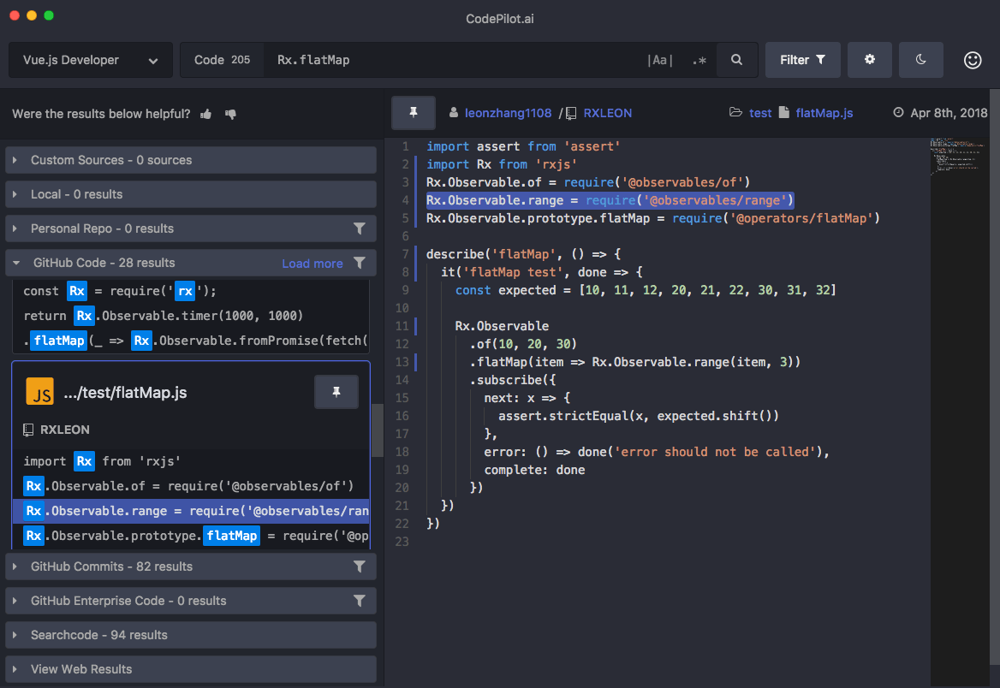 CodePilot.ai
Vue.js Developer
Code 205
Rx.flatMap
|Aa|
.*
Filter
Were the results below helpful?
Custom Sources - 0 sources
Local - 0 results
Personal Repo - 0 results
GitHub Code - 28 results Load more
const Rx = require('rx');
return Rx.Observable.timer(1000, 1000)
.flatMap(_ => Rx.Observable.fromPromise(fetch(
JS .../test/flatMap.js
RXLEON
import Rx from 'rxjs'
Rx.Observable.of = require('@observables/of')
Rx.Observable.range = require('@observables/ran
Rx.Observable.prototype.flatMap = require('@op
GitHub Commits - 82 results
GitHub Enterprise Code - 0 results
Searchcode - 94 results
View Web Results
leonzhang1108 / RXLEON test flatMap.js Apr 8th, 2018
1 import assert from 'assert'
2 import Rx from 'rxjs'
3 Rx.Observable.of = require('@observables/of')
4 Rx.Observable.range = require('@observables/range')
5 Rx.Observable.prototype.flatMap = require('@operators/flatMap')
6
7 describe('flatMap', () => {
8 it('flatMap test', done => {
9 const expected = [10, 11, 12, 20, 21, 22, 30, 31, 32]
10
11 Rx.Observable
12 .of(10, 20, 30)
13 .flatMap(item => Rx.Observable.range(item, 3))
14 .subscribe({
15 next: x => {
16 assert.strictEqual(x, expected.shift())
17 },
18 error: () => done('error should not be called'),
19 complete: done
20 })
21 })
22 })
23